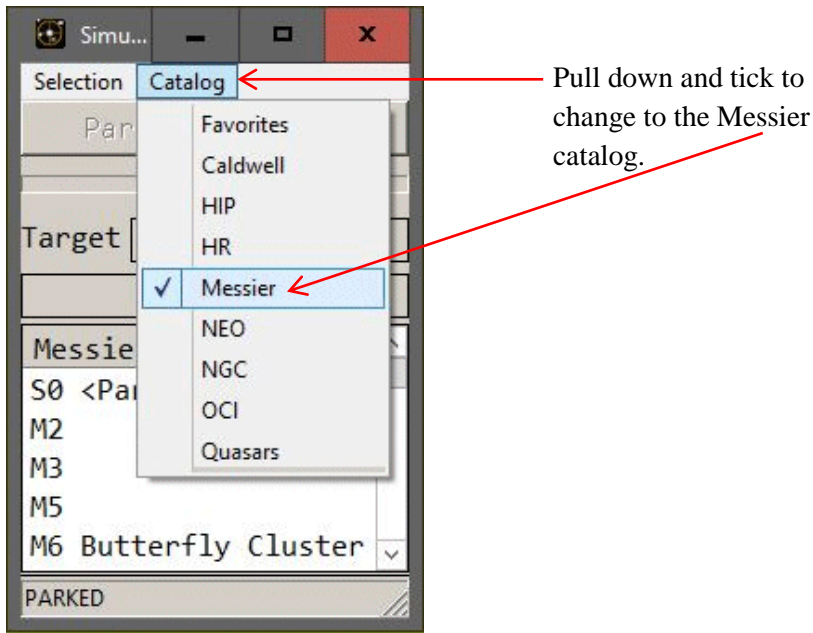 Simu...
Selection Catalog
Par
Favorites
Caldwell
HIP
HR
Messier
NEO
NGC
OCI
Quasars
Target
Messie
S0 <Par
M2
M3
M5
M6 Butterfly Cluster
PARKED
Pull down and tick to
change to the Messier
catalog.